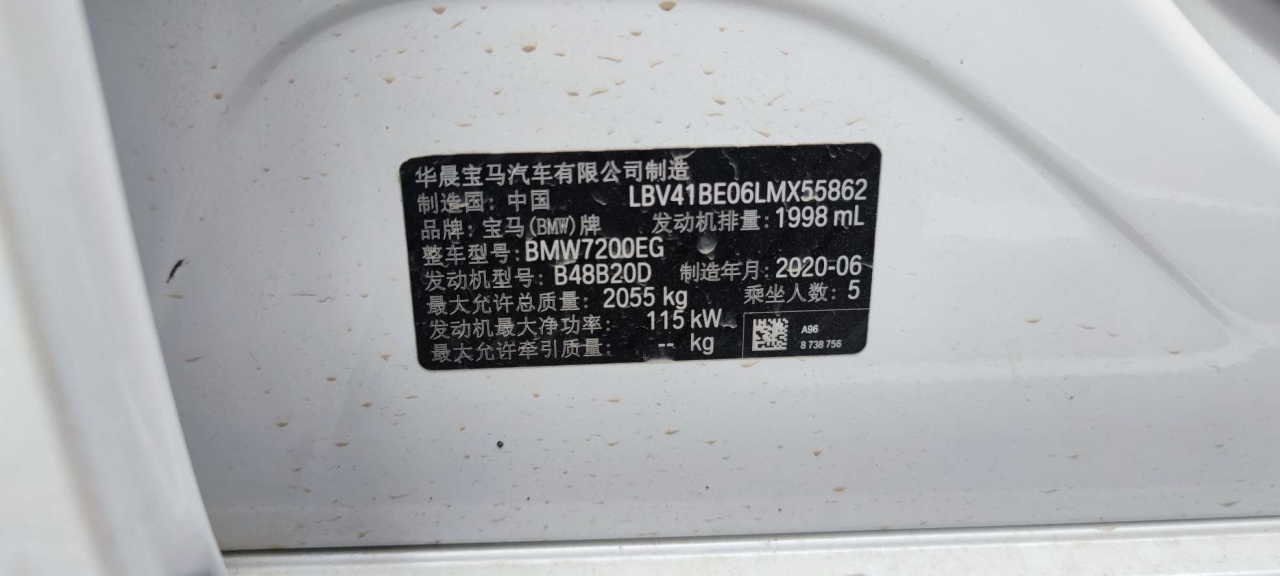 华晨宝马汽车有限公司制造
制造国: 中国 LBV41BE06LMX55862
品牌: 宝马(BMW)牌 发动机排量: 1998 mL
整车型号: BMW7200EG
发动机型号: B48B20D 制造年月: 2020-06
最大允许总质量: 2055 kg 乘坐人数: 5
发动机最大净功率: 115 kW
最大允许牵引质量: -- kg
A96
8 738 756